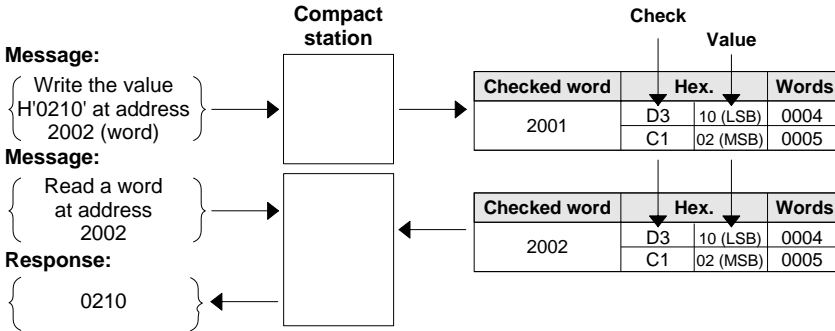 Compact
station
Check
Value
Message:
Write the value
H'0210' at address
2002 (word)
Checked word Hex. Words
2001 D3 10 (LSB) 0004
C1 02 (MSB) 0005
Message:
Read a word
at address
2002
Checked word Hex. Words
2002 D3 10 (LSB) 0004
C1 02 (MSB) 0005
Response:
0210